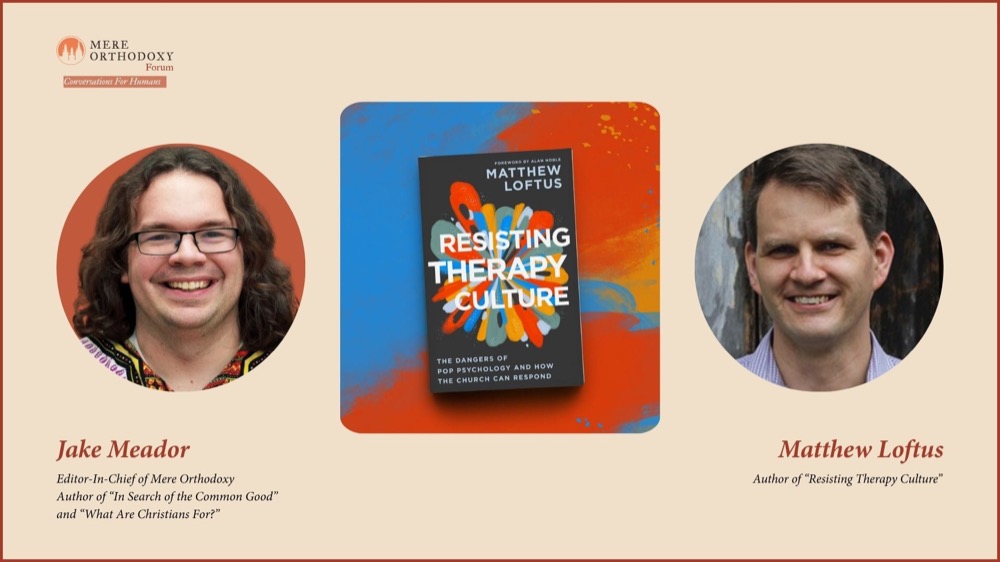 MERE
ORTHODOXY
Forum
Conversations For Humans
FOREWORD BY ALAN NOBLE
MATTHEW
LOFTUS
RESISTING
THERAPY
CULTURE
THE DANGERS OF
POP PSYCHOLOGY AND HOW
THE CHURCH CAN RESPOND
Jake Meador
Editor-In-Chief of Mere Orthodoxy
Author of “In Search of the Common Good”
and “What Are Christians For?”
Matthew Loftus
Author of “Resisting Therapy Culture”